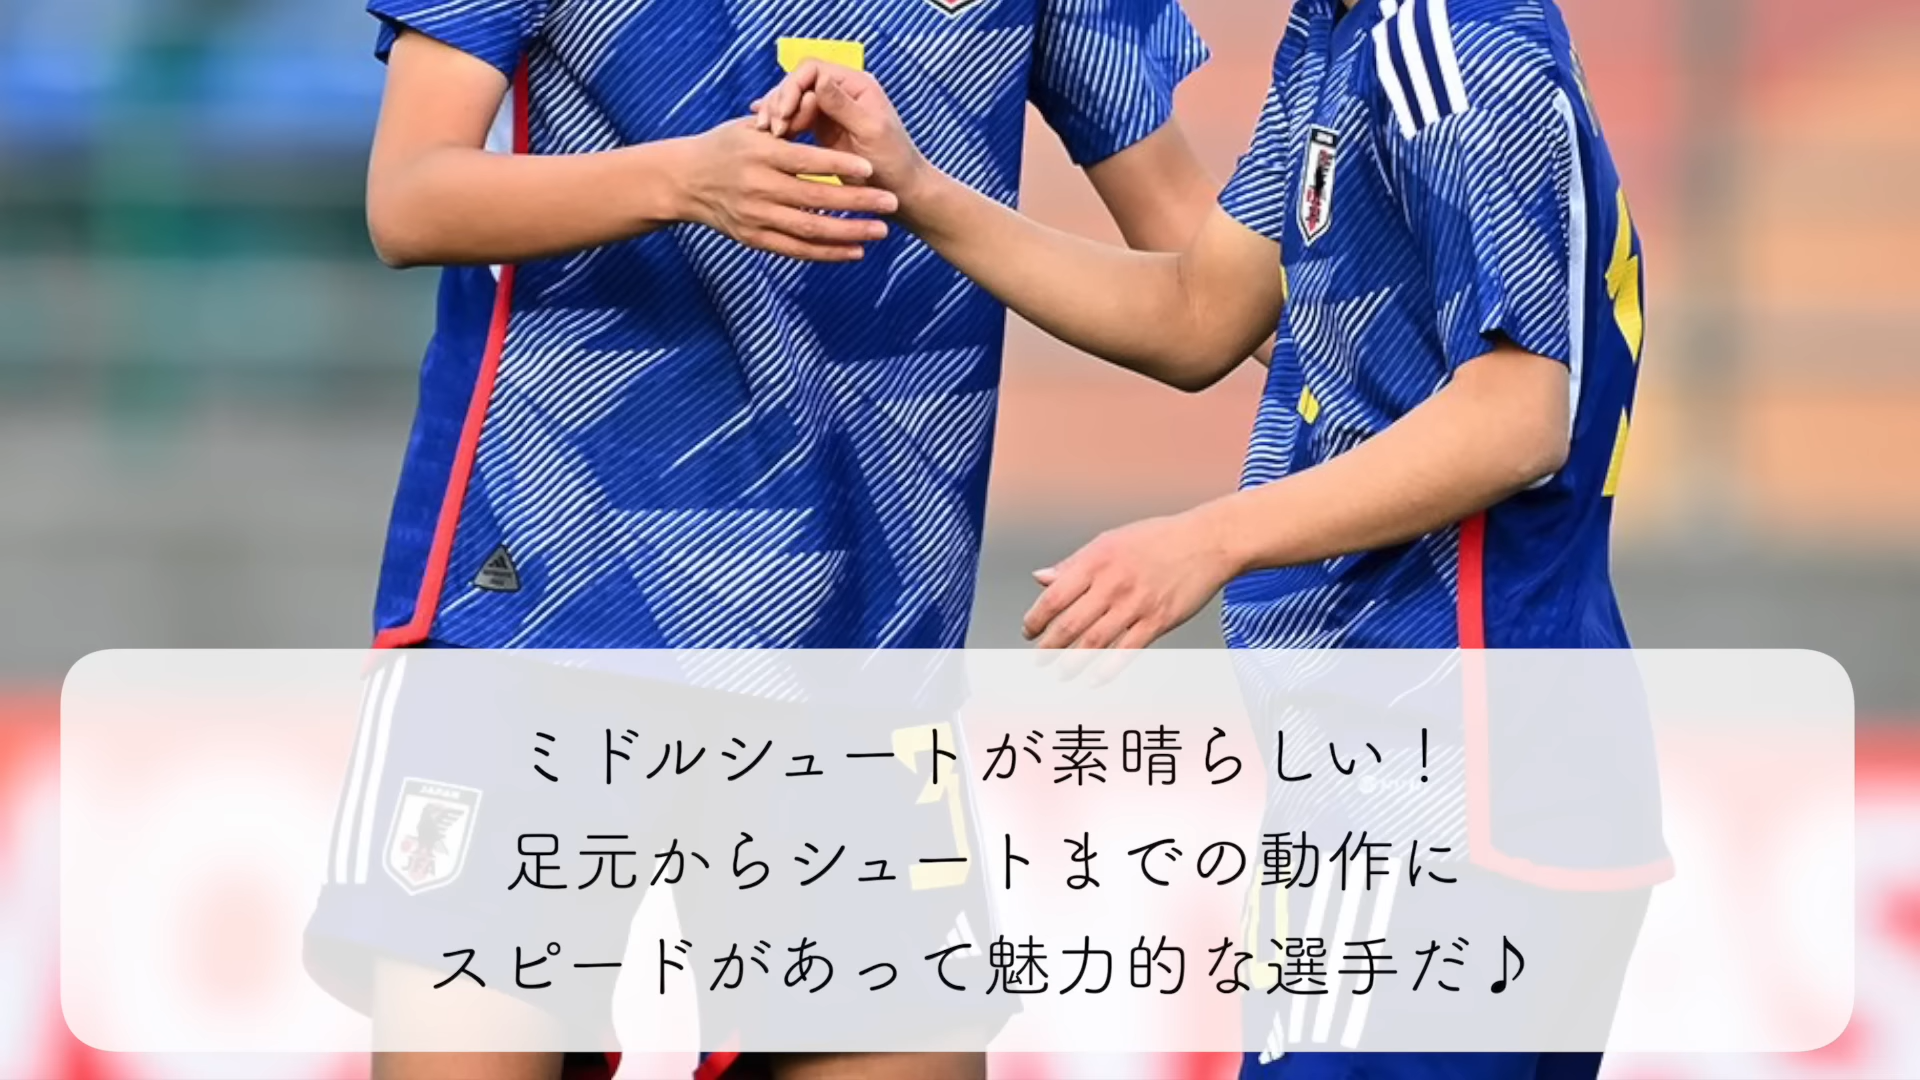 ミドルシュートが素晴らしい！
足元からシュートまでの動作に
スピードがあって魅力的な選手だ♪
JAPAN
JFA